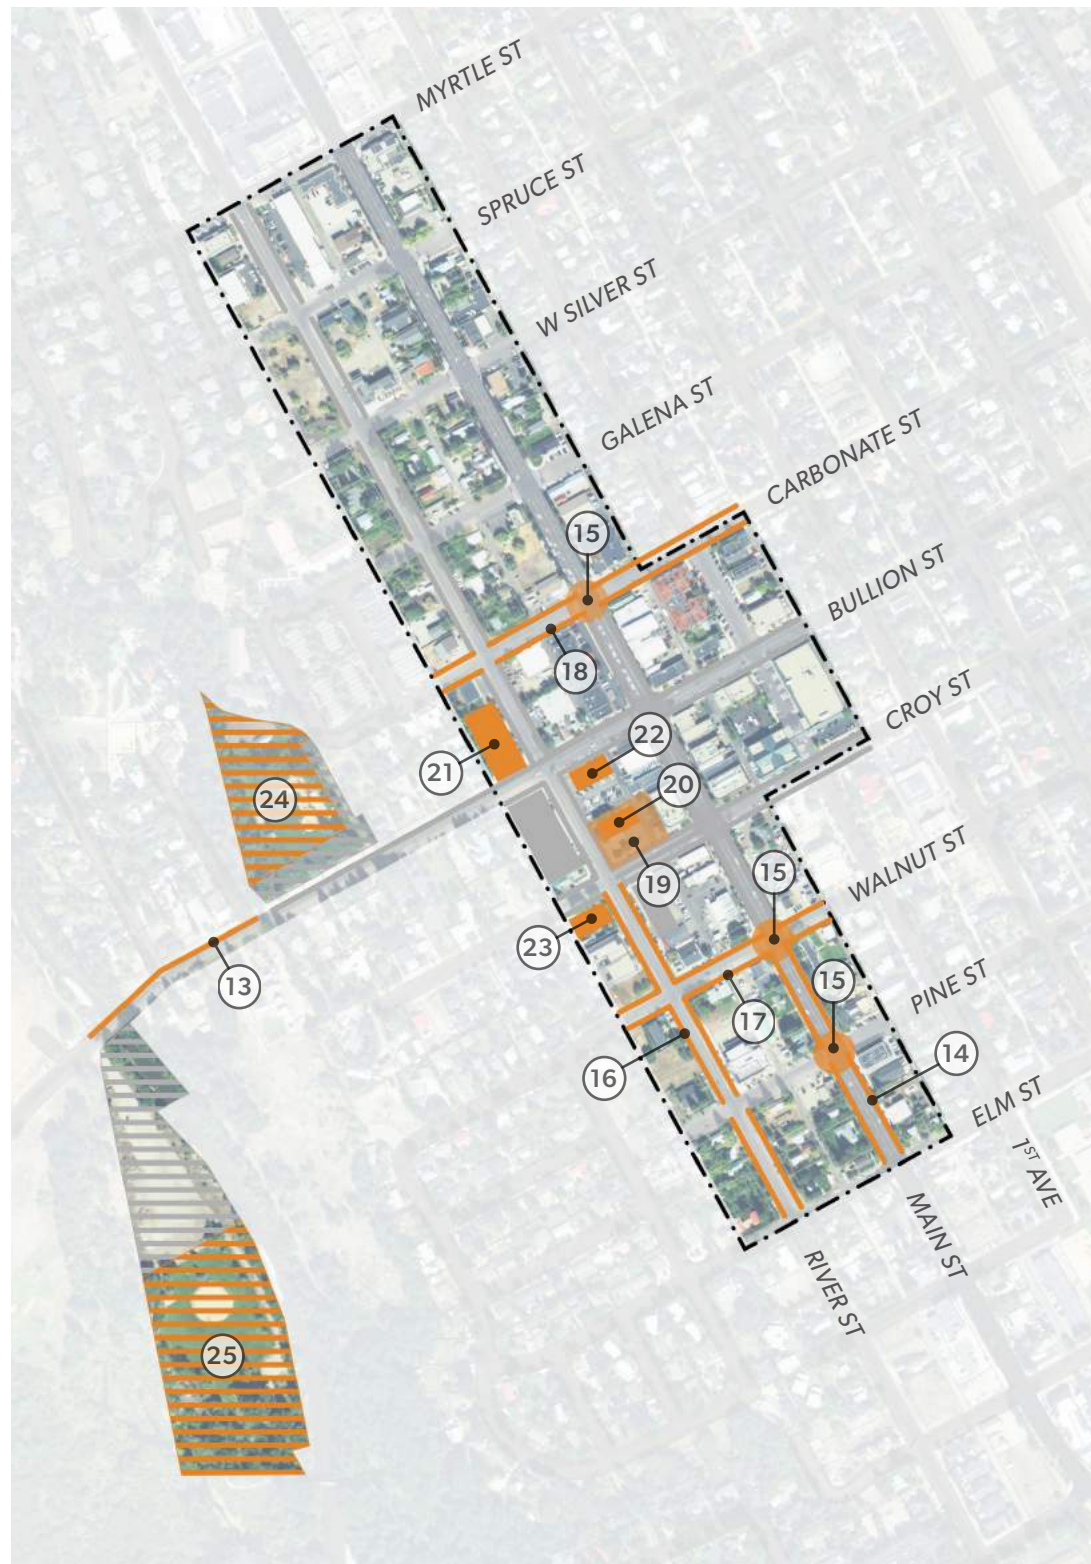 MYRTLE ST
SPRUCE ST
W SILVER ST
GALENA ST
CARBONATE ST
15
BULLION ST
18
CROY ST
22
21
20
24
19
15
WALNUT ST
23
15
13
PINE ST
17
14
16
ELM ST
1ST AVE
MAIN ST
RIVER ST
25